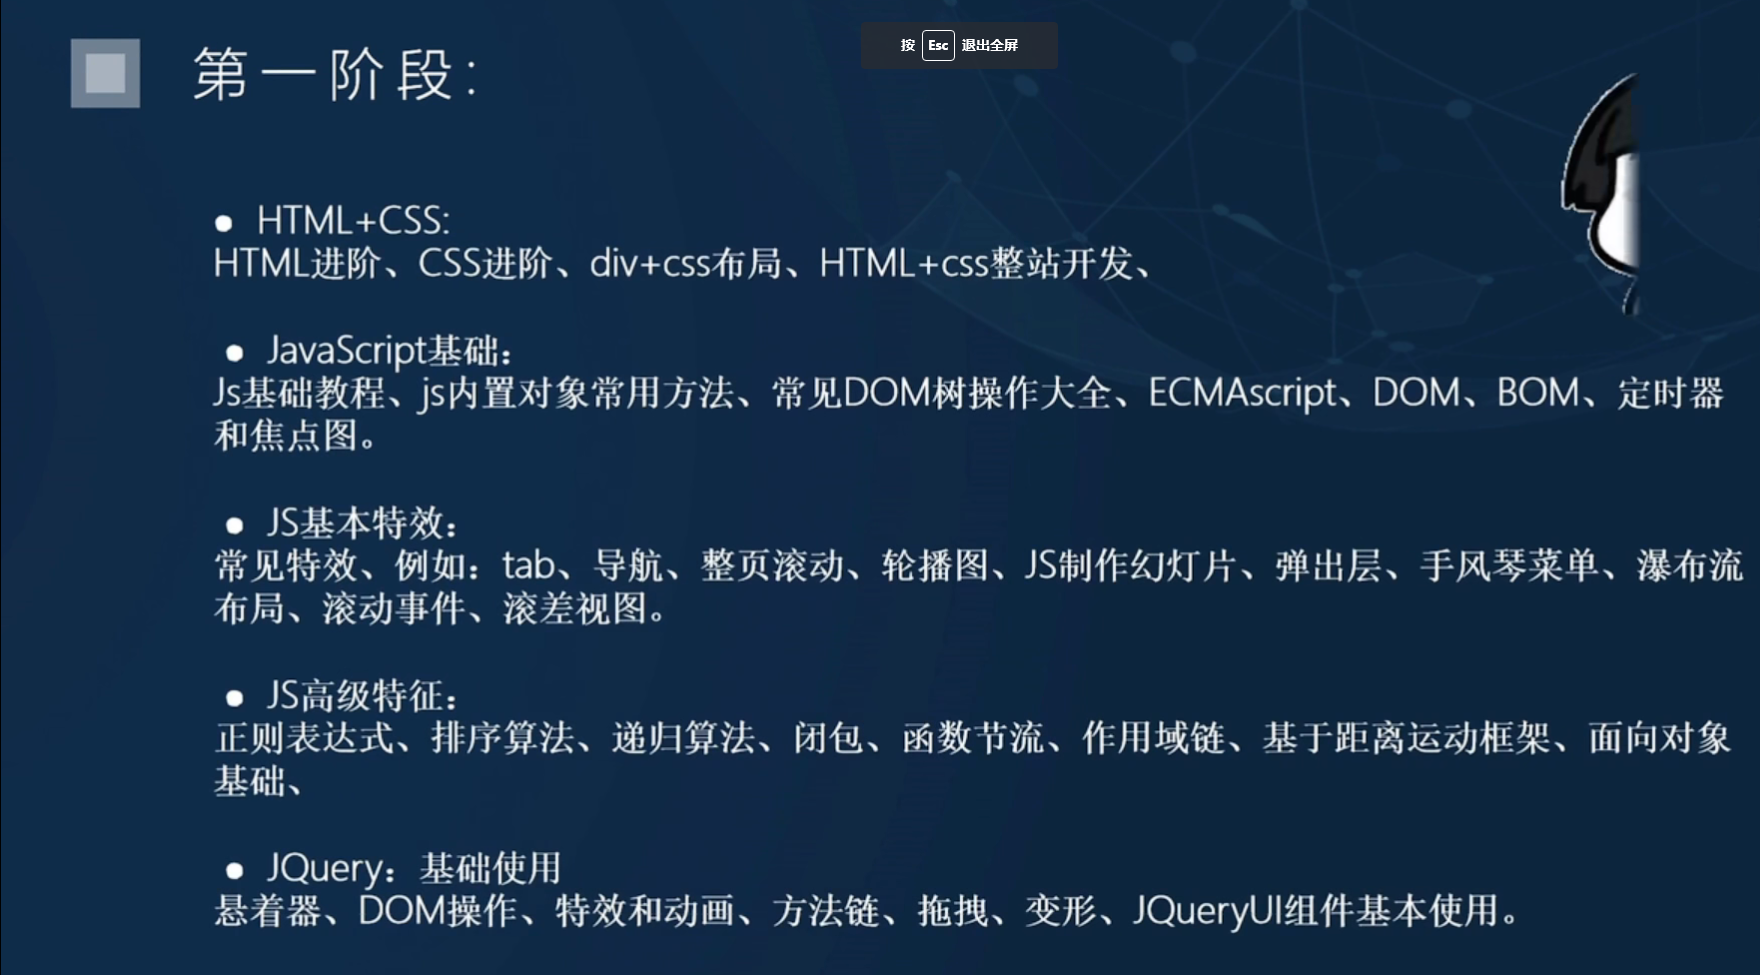 按 Esc 退出全屏
第一阶段:
● HTML+CSS:
HTML进阶、CSS进阶、div+css布局、HTML+css整站开发、
● JavaScript基础：
Js基础教程、js内置对象常用方法、常见DOM树操作大全、ECMAscript、DOM、BOM、定时器
和焦点图。
● JS基本特效：
常见特效、例如：tab、导航、整页滚动、轮播图、JS制作幻灯片、弹出层、手风琴菜单、瀑布流
布局、滚动事件、滚差视图。
● JS高级特征：
正则表达式、排序算法、递归算法、闭包、函数节流、作用域链、基于距离运动框架、面向对象
基础、
● JQuery：基础使用
悬着器、DOM操作、特效和动画、方法链、拖拽、变形、JQueryUI组件基本使用。